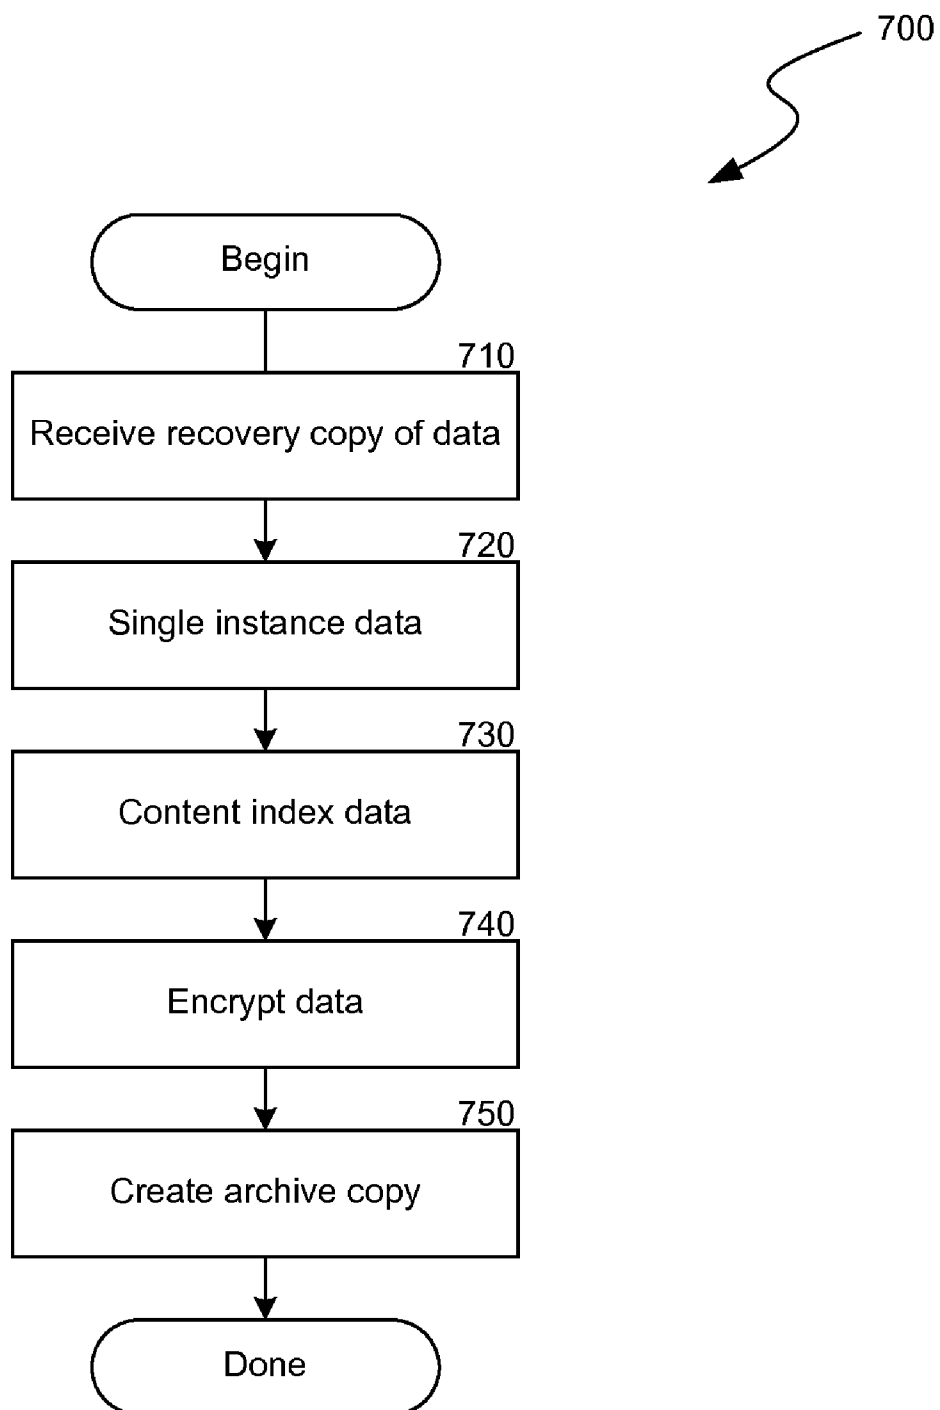 700
Begin
710
Receive recovery copy of data
720
Single instance data
730
Content index data
740
Encrypt data
750
Create archive copy
Done